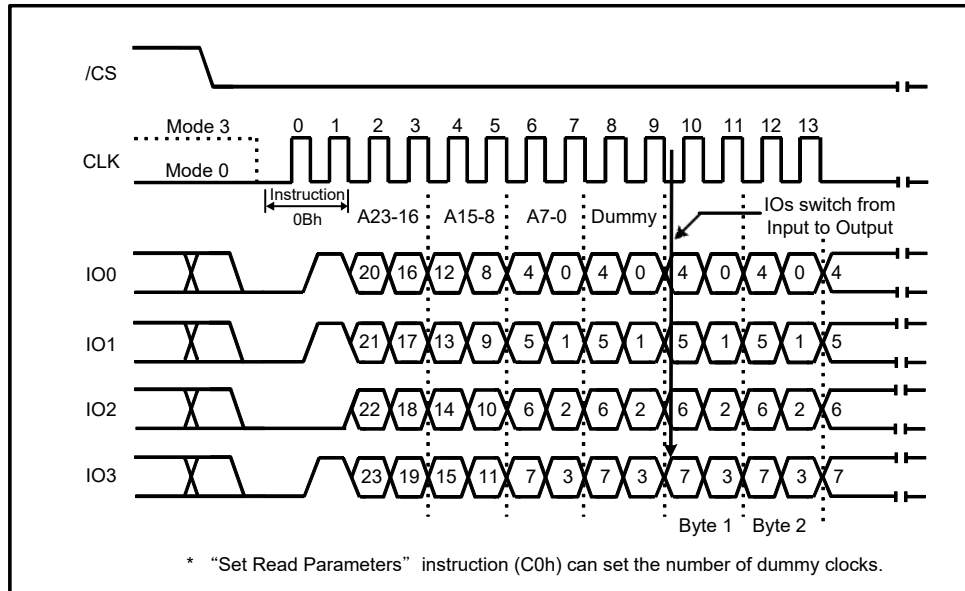 /CS
Mode 3
0 1 2 3 4 5 6 7 8 9 10 11 12 13
CLK
Mode 0
Instruction
0Bh
A23-16 A15-8 A7-0 Dummy
IOs switch from
Input to Output
IO0 20 16 12 8 4 0 4 0 4 0 4 0 4
IO1 21 17 13 9 5 1 5 1 5 1 5 1 5
IO2 22 18 14 10 6 2 6 2 6 2 6 2 6
IO3 23 19 15 11 7 3 7 3 7 3 7 3 7
Byte 1 Byte 2
* “Set Read Parameters” instruction (C0h) can set the number of dummy clocks.